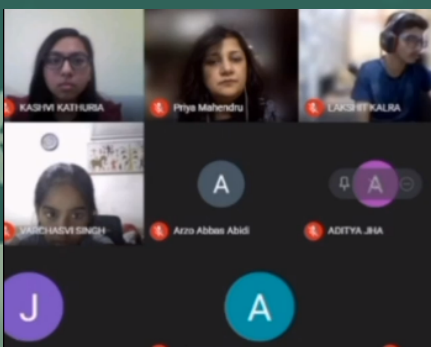 KASHVI KATHURIA
Priya Mahendru
LAKSHIT KALRA
A
A
VARCHASVI SINGH
Arzo Abbas Abidi
ADITYA JHA
J
A